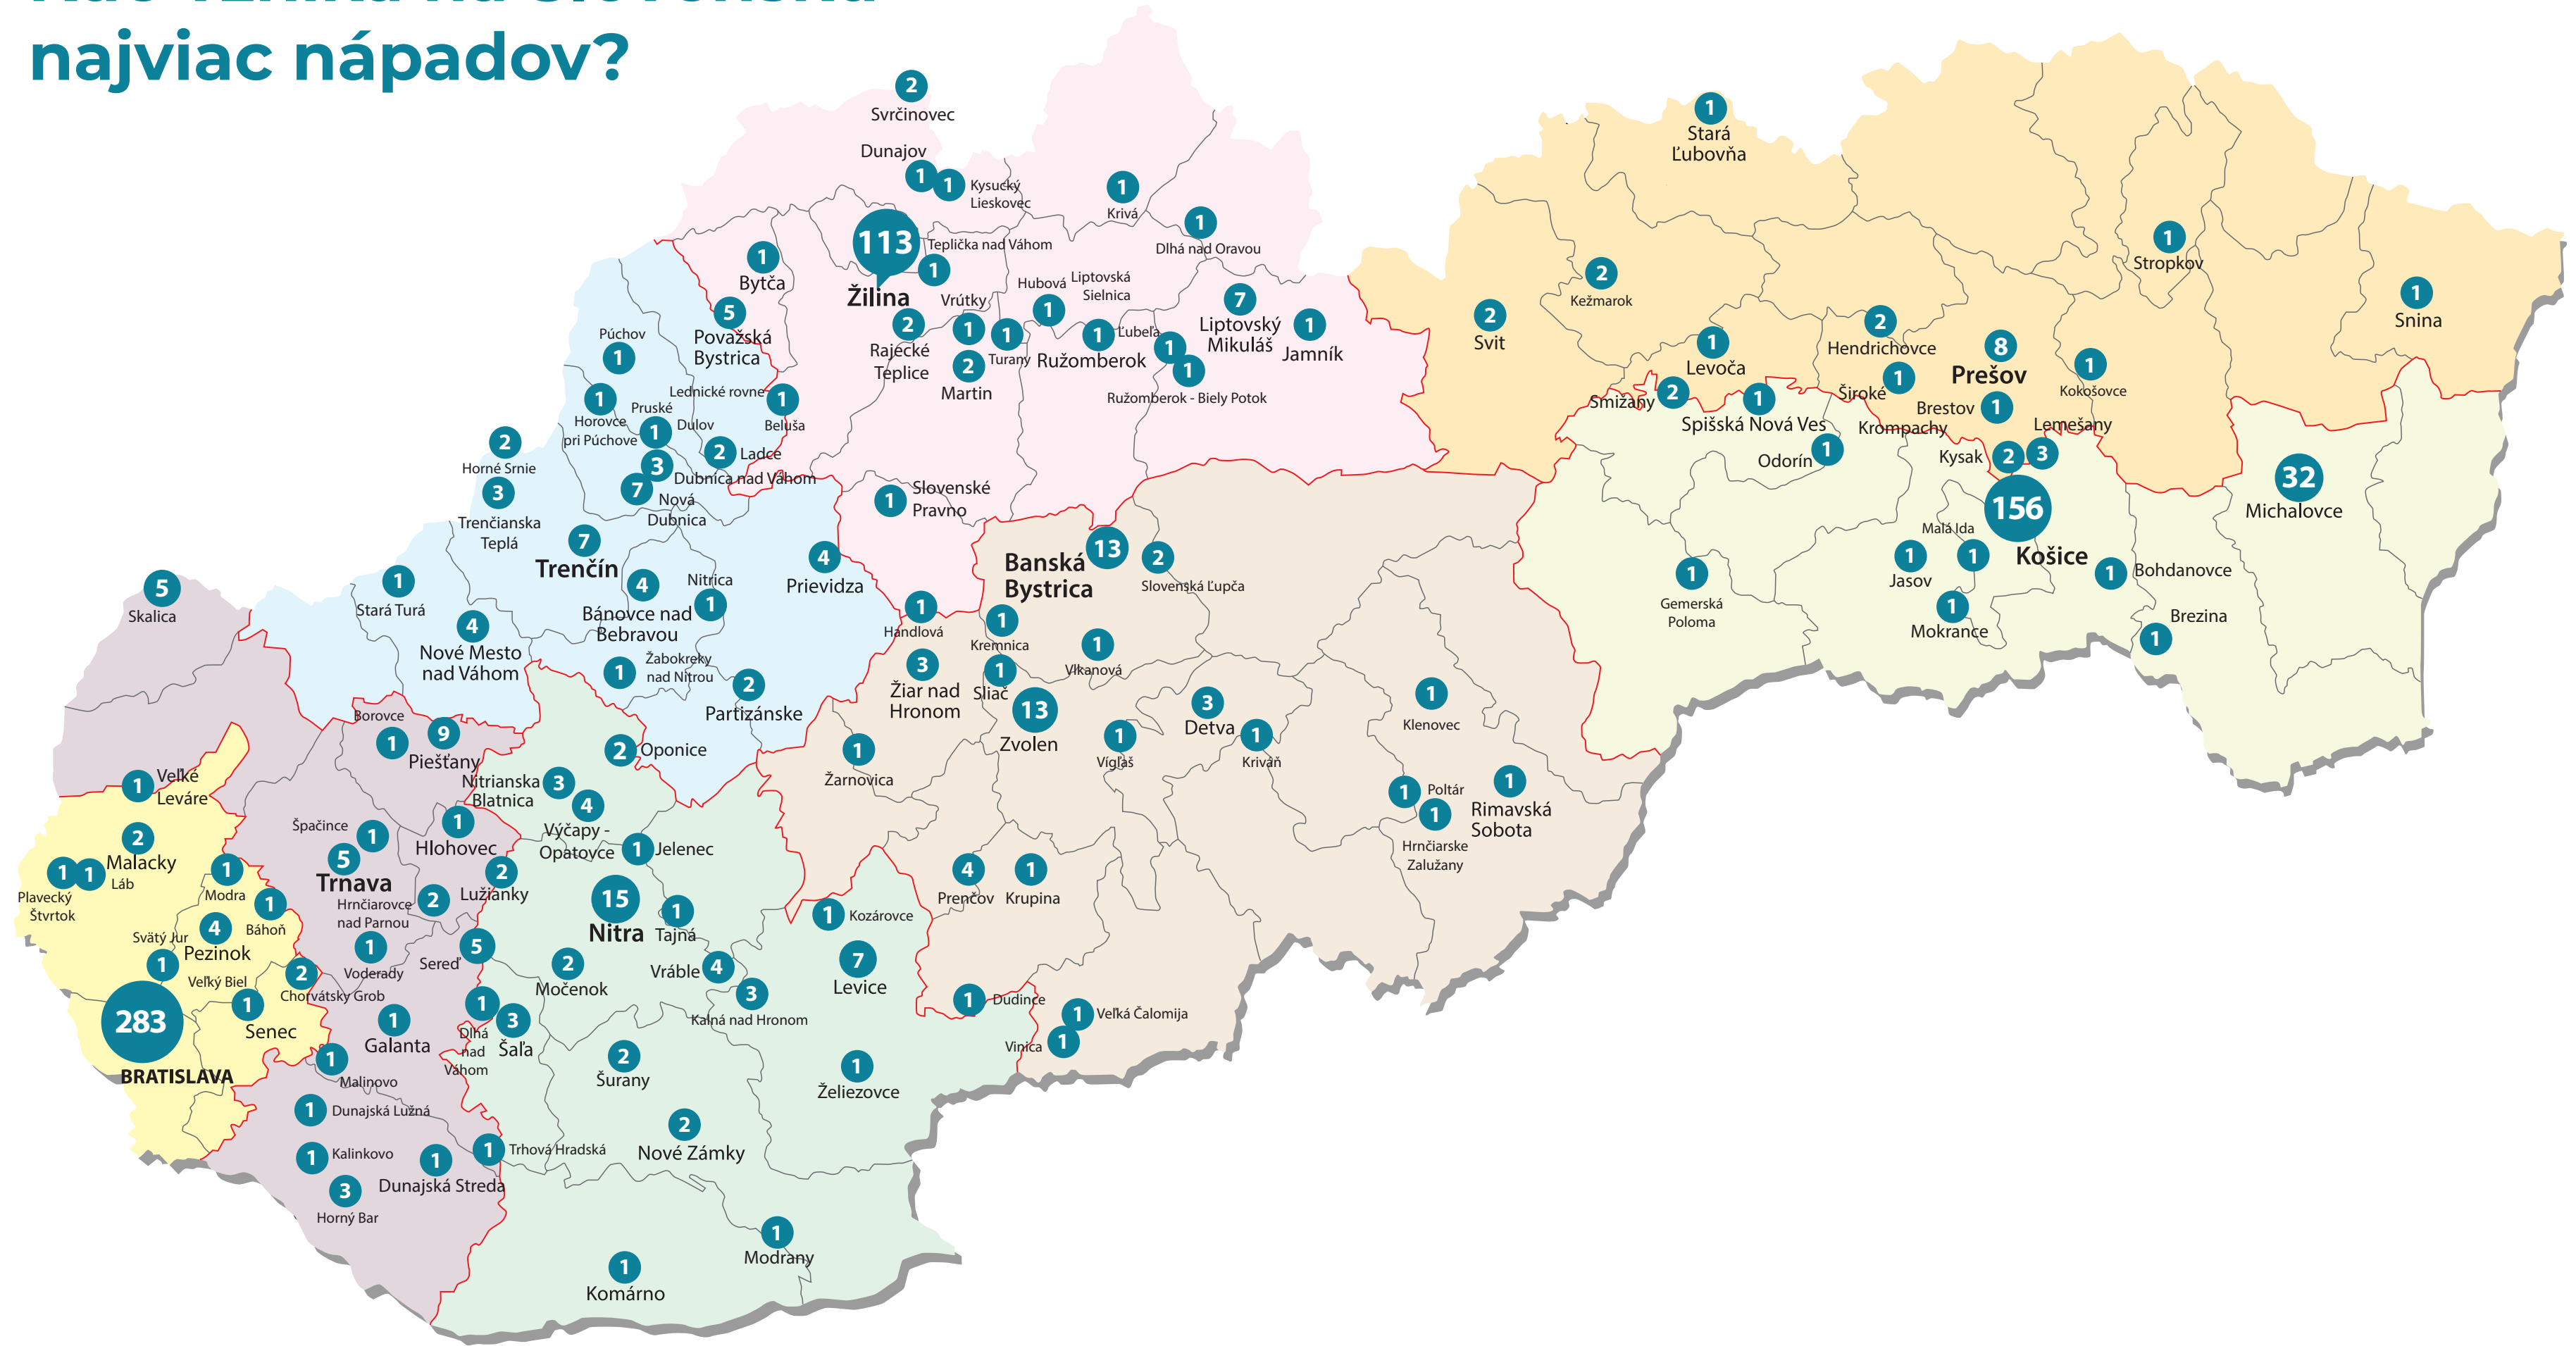 najviac nápadov?
2
Svrčinovec
Dunajov
1
1
Kysucký
Lieskovec
1
Krivá
1
Dlhá nad Oravou
113
Žilina
Teplička nad Váhom
1
1
Bytča
5
Považská
Bystrica
2
Rajecké
Teplice
Vrútky
1
1
Turany
2
Martin
Hubová
1
Liptovská
Sielnica
1
Ružomberok
Ľubeľa
1
1
Ružomberok - Biely Potok
7
Liptovský
Mikuláš
1
Jamník
1
Slovenské
Pravno
1
Stará
Ľubovňa
2
Kežmarok
2
Svit
1
Levoča
2
Hendrichovce
Široké
1
8
Prešov
Brestov
1
1
Kokošovce
Lemešany
1
Stropkov
1
Snina
Smižany
2
1
Spišská Nová Ves
Krompachy
Odorín
1
Kysak
2
3
156
Košice
Malá Ida
1
1
Jasov
1
Mokrance
1
Bohdanovce
Brezina
1
32
Michalovce
1
Gemerská
Poloma
Púchov
1
1
Horovce
pri Púchove
Lednické rovne
1
Beluša
Pruské
1
Dulov
2
Ladce
3
Dubnica nad Váhom
7
Nová
Dubnica
2
Horné Srnie
3
Trenčianska
Teplá
7
Trenčín
1
Stará Turá
4
Nové Mesto
nad Váhom
4
Bánovce nad
Bebravou
Nitrica
1
4
Prievidza
1
Handlová
1
Žabokreky
nad Nitrou
2
Partizánske
Banská
Bystrica
13
2
Slovenská Ľupča
1
Kremnica
1
Sliač
1
Vlkanová
3
Žiar nad
Hronom
13
Zvolen
1
Žarnovica
1
Vígľaš
3
Detva
1
Kriváň
1
Klenovec
1
Poltár
1
Hrnčiarske
Zalužany
1
Rimavská
Sobota
4
Prenčov
1
Krupina
1
Dudince
1
Veľká Čalomija
Vinica
1
5
Skalica
Borovce
1
9
Piešťany
Špačince
1
5
Trnava
1
Hlohovec
Hrnčiarovce
nad Parnou
2
1
Voderady
Sereď
5
1
Galanta
1
Malinovo
1
Dunajská Lužná
1
Kalinkovo
3
Horný Bar
1
Dunajská Streda
1
Trhová Hradská
1
Veľké
Leváre
2
Malacky
1
1
Láb
Plavecký
Štvrtok
1
Modra
1
Báhoň
4
Pezinok
Svätý Jur
1
Veľký Biel
1
Senec
2
Chorvátsky Grob
283
BRATISLAVA
2
Oponice
Nitrianska
Blatnica
3
4
Výčapy -
Opatovce
1
Jelenec
2
Lužianky
15
Nitra
1
Tajná
2
Močenok
Vráble
4
3
Kalná nad Hronom
1
Kozárovce
7
Levice
1
Dlhá
nad
Váhom
3
Šaľa
2
Šurany
1
Želiezovce
2
Nové Zámky
1
Modrany
1
Komárno